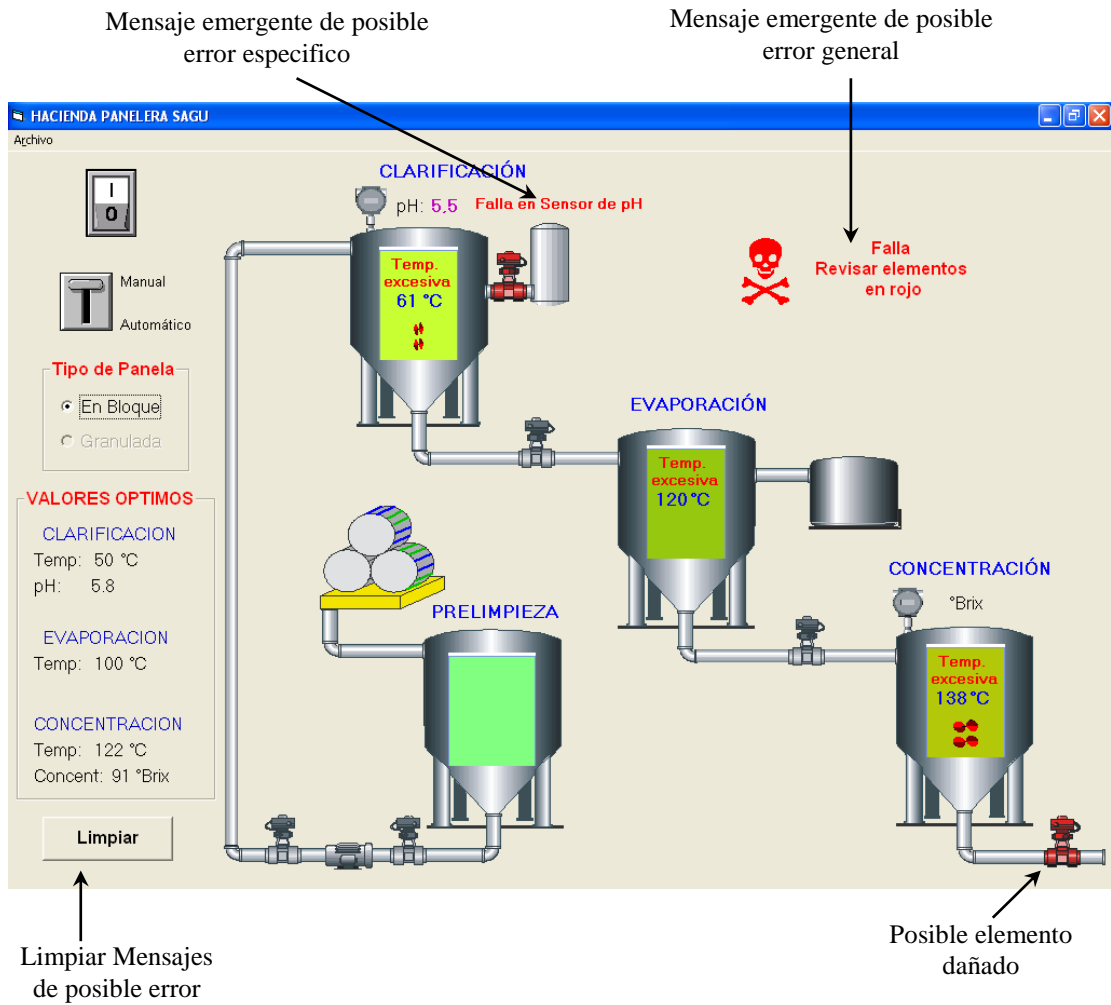 Mensaje emergente de posible
error especifico
Mensaje emergente de posible
error general
HACIENDA PANELERA SAGU
Archivo
I
0
Manual
Automático
Tipo de Panela
En Bloque
Granulada
VALORES OPTIMOS
CLARIFICACION
Temp: 50 °C
pH: 5.8
EVAPORACION
Temp: 100 °C
CONCENTRACION
Temp: 122 °C
Concent: 91 °Brix
Limpiar
CLARIFICACIÓN
pH: 5,5 Falla en Sensor de pH
Temp.
excesiva
61 °C
Falla
Revisar elementos
en rojo
EVAPORACIÓN
Temp.
excesiva
120 °C
PRELIMPIEZA
CONCENTRACIÓN
°Brix
Temp.
excesiva
138 °C
Limpiar Mensajes
de posible error
Posible elemento
dañado